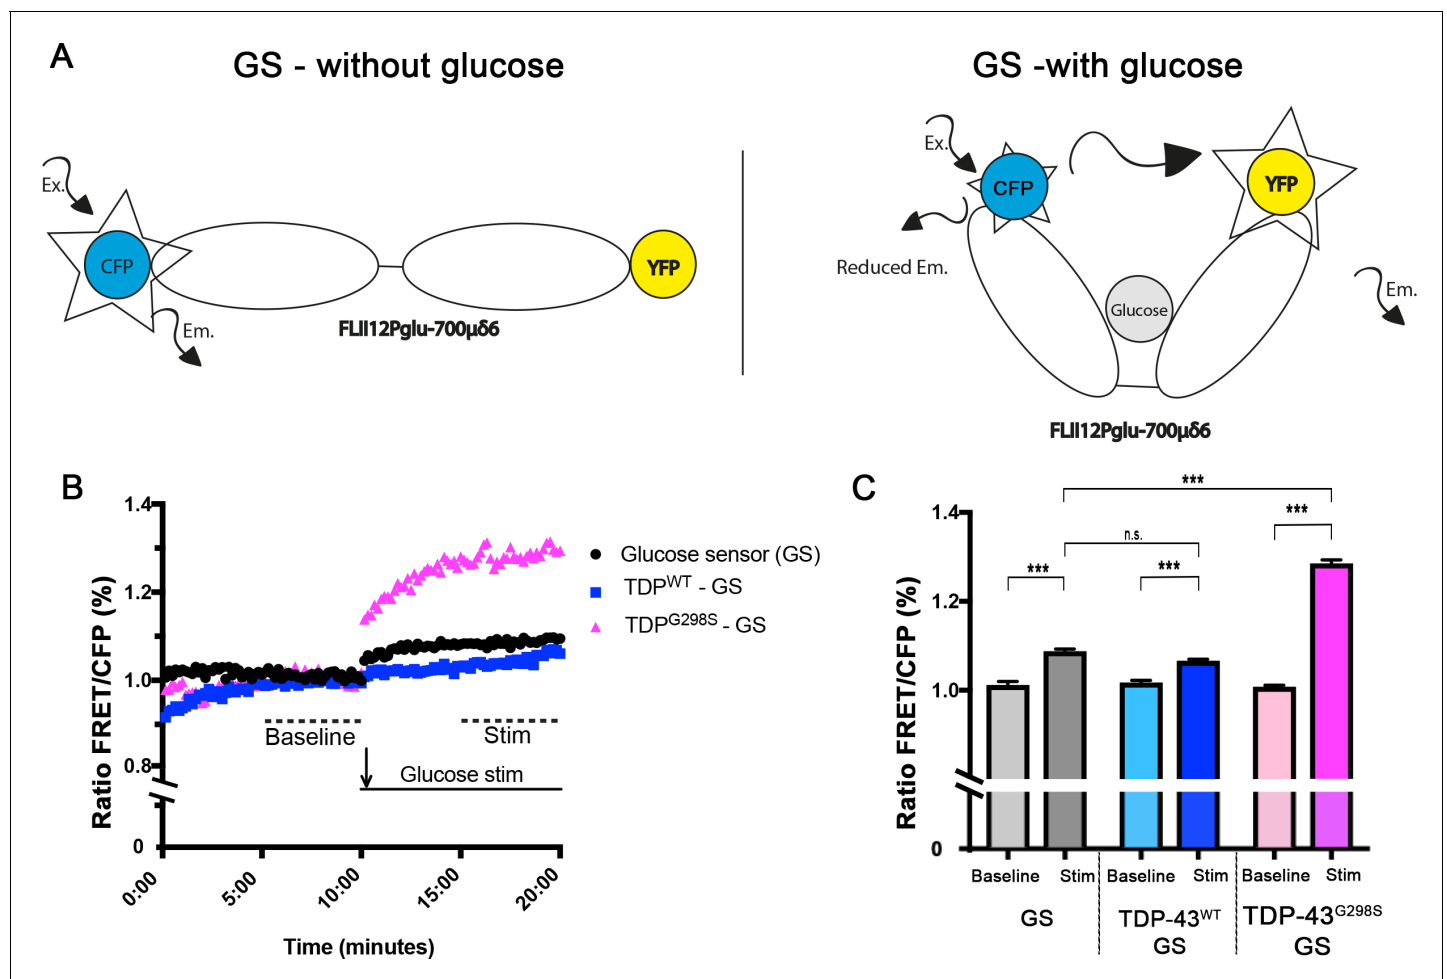 A
GS - without glucose
GS -with glucose
Ex.
CFP
YFP
Em.
FLII12Pglu-700μδ6
Ex.
CFP
YFP
Reduced Em.
Glucose
Em.
FLII12Pglu-700μδ6
B
Ratio FRET/CFP (%)
1.4
1.2
1.0
0.8
0
Glucose sensor (GS)
TDPWT - GS
TDPG298S - GS
Baseline
Stim
Glucose stim
0:00
5:00
10:00
15:00
20:00
Time (minutes)
C
Ratio FRET/CFP (%)
1.4
1.2
1.0
0
***
n.s.
***
***
***
Baseline Stim Baseline Stim Baseline Stim
GS
TDP-43WT
GS
TDP-43G298S
GS